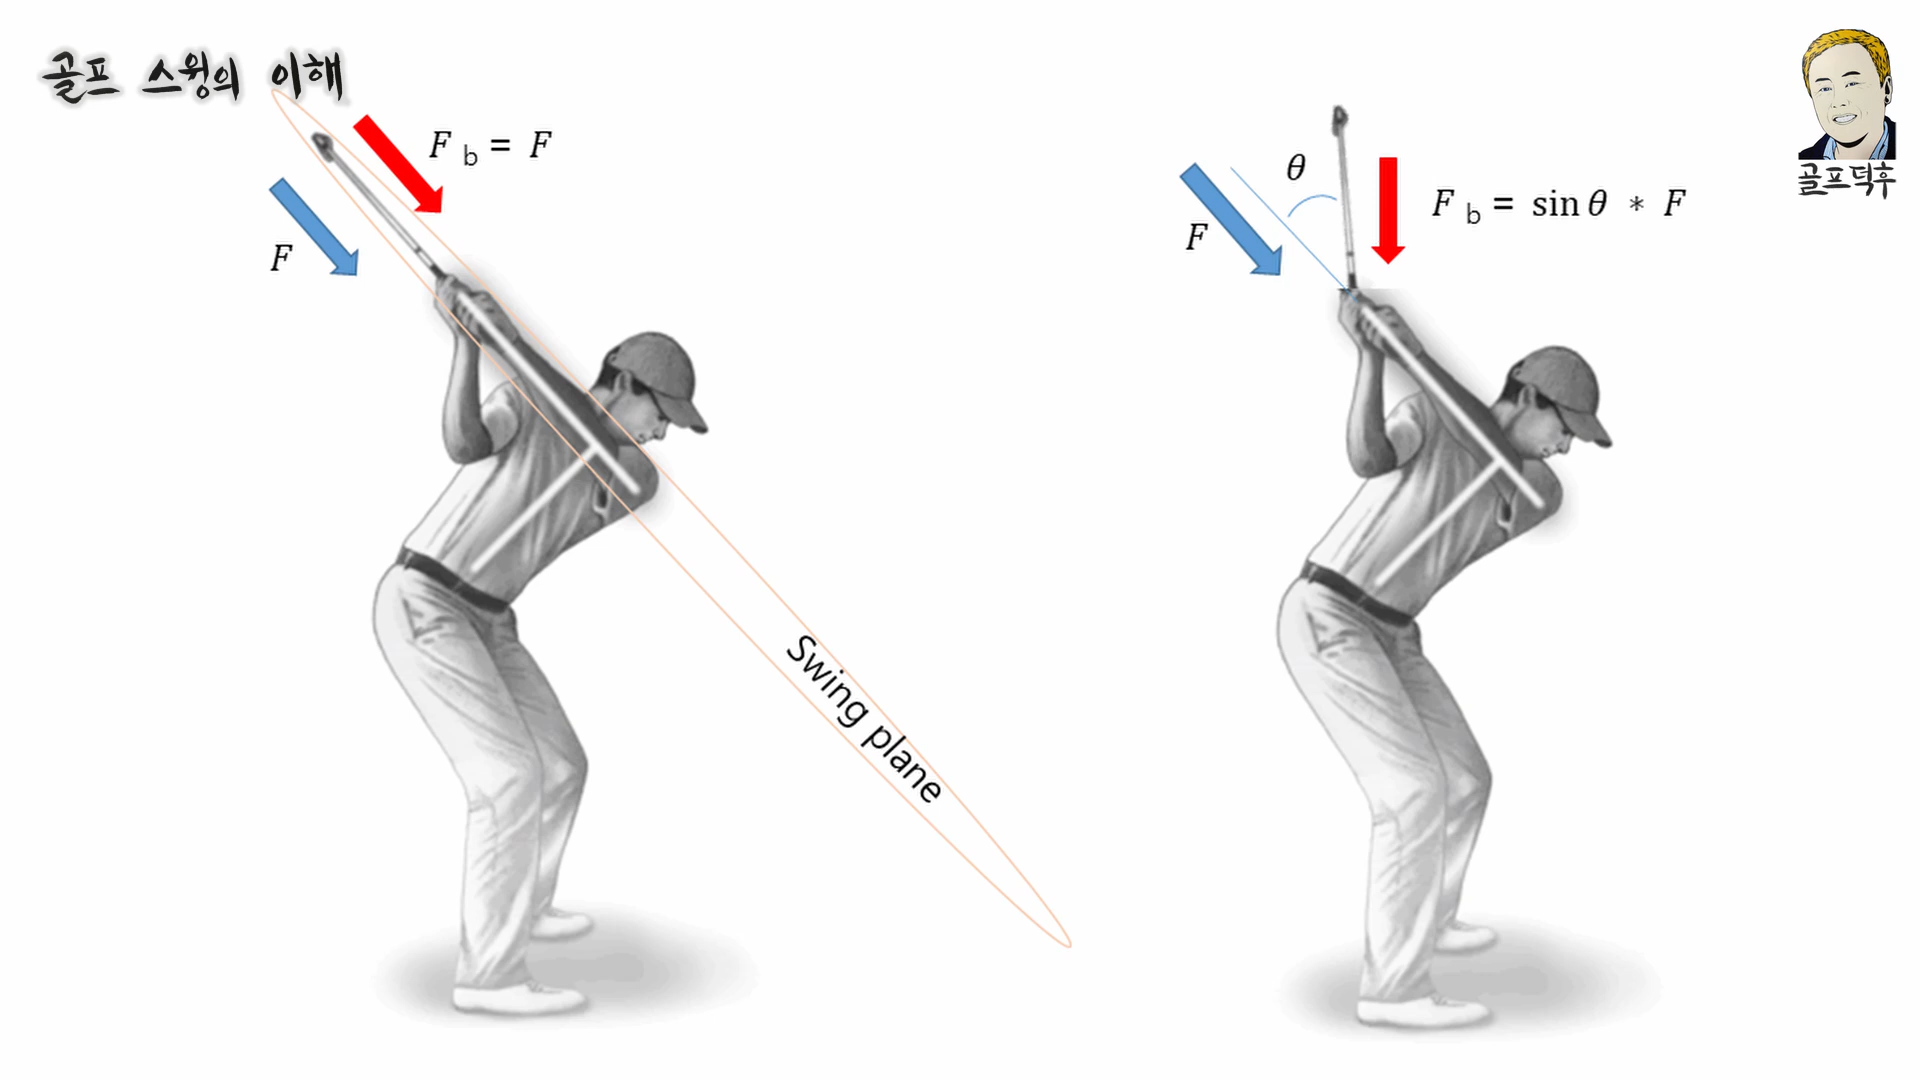 골프 스윙의 이해
F b = F
F
Swing plane
θ
F
F b = sin θ * F
골프덕후